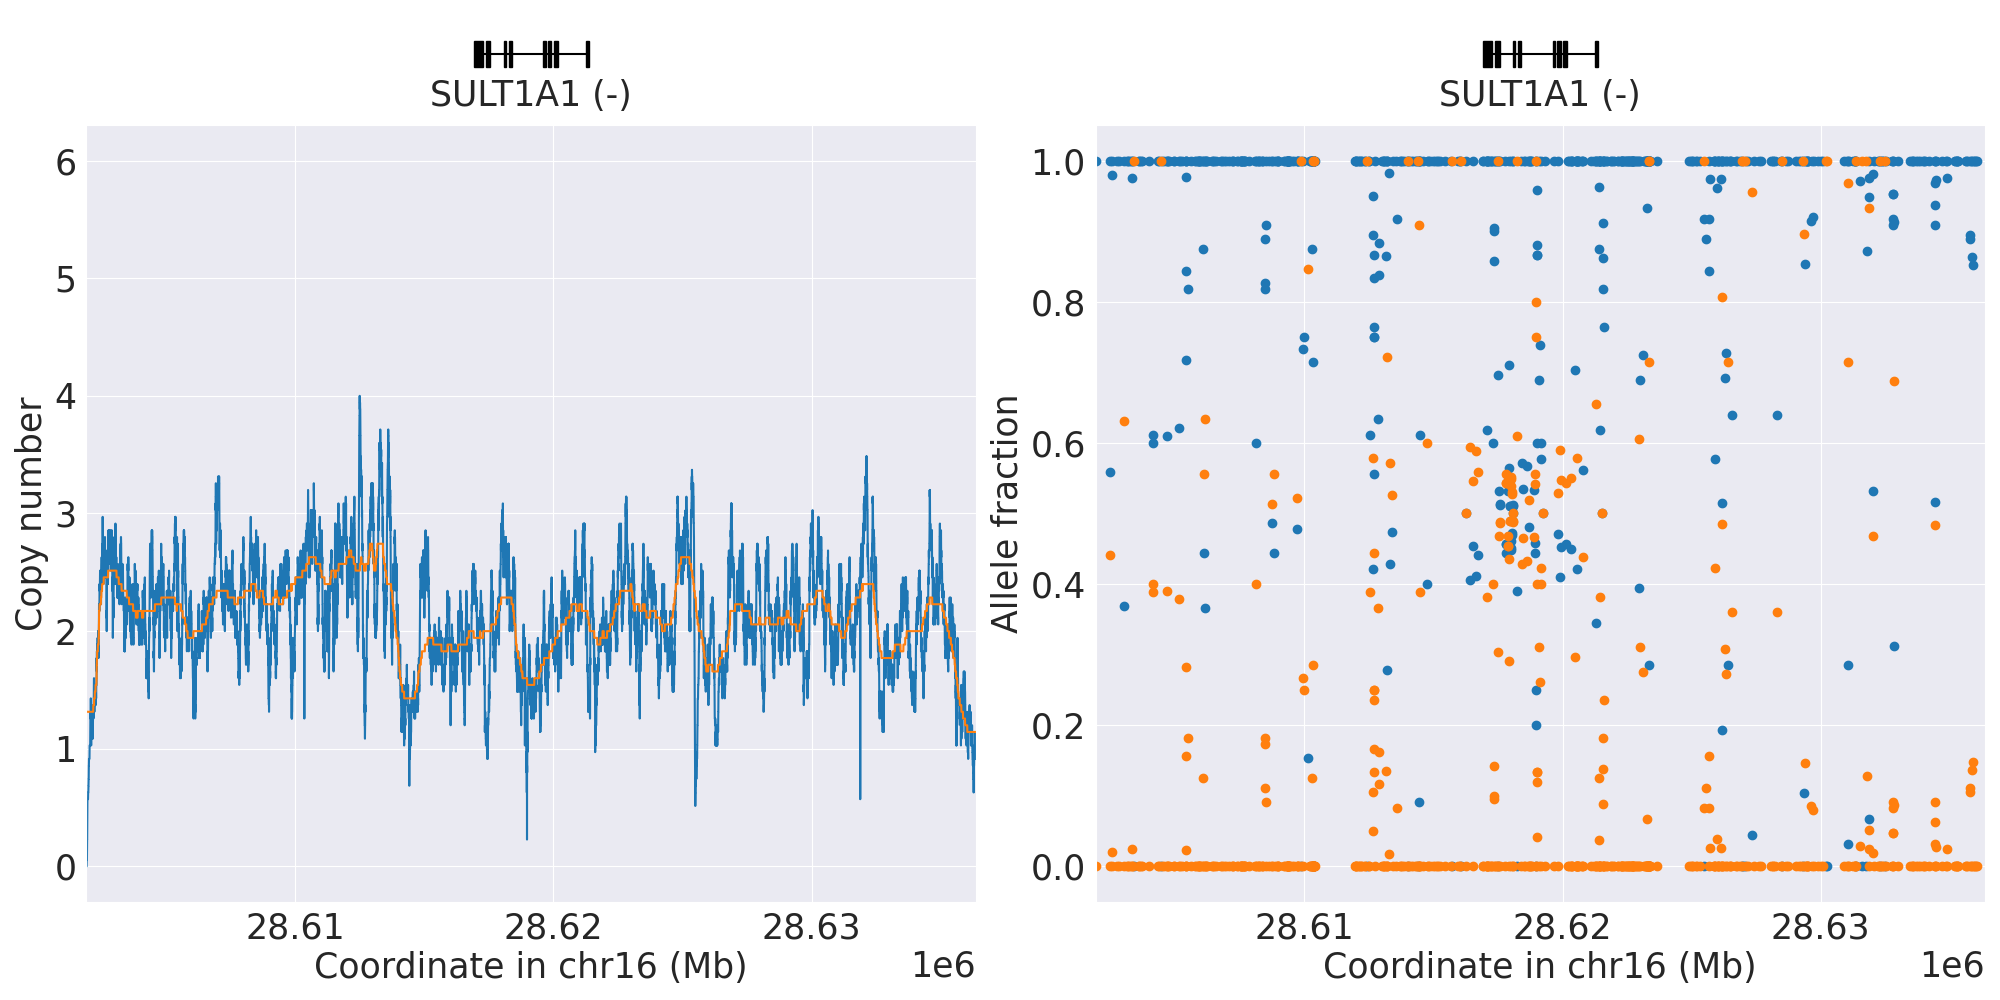 SULT1A1 (-)
6
5
4
3
2
1
0
Copy number
28.61
28.62
28.63
Coordinate in chr16 (Mb)
1e6
SULT1A1 (-)
1.0
0.8
0.6
0.4
0.2
0.0
Allele fraction
28.61
28.62
28.63
Coordinate in chr16 (Mb)
1e6